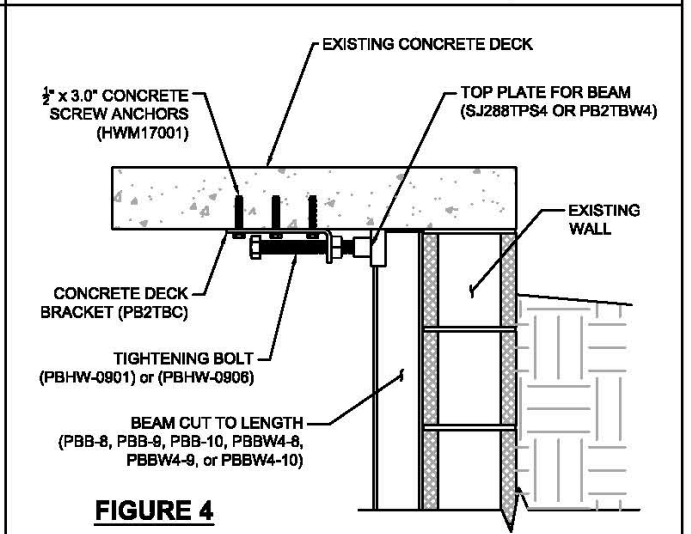 EXISTING CONCRETE DECK
½" x 3.0" CONCRETE
SCREW ANCHORS
(HWM17001)
TOP PLATE FOR BEAM
(SJ288TPS4 OR PB2TBW4)
EXISTING
WALL
CONCRETE DECK
BRACKET (PB2TBC)
TIGHTENING BOLT
(PBHW-0901) or (PBHW-0906)
BEAM CUT TO LENGTH
(PBB-8, PBB-9, PBB-10, PBBW4-8,
PBBW4-9, or PBBW4-10)
FIGURE 4